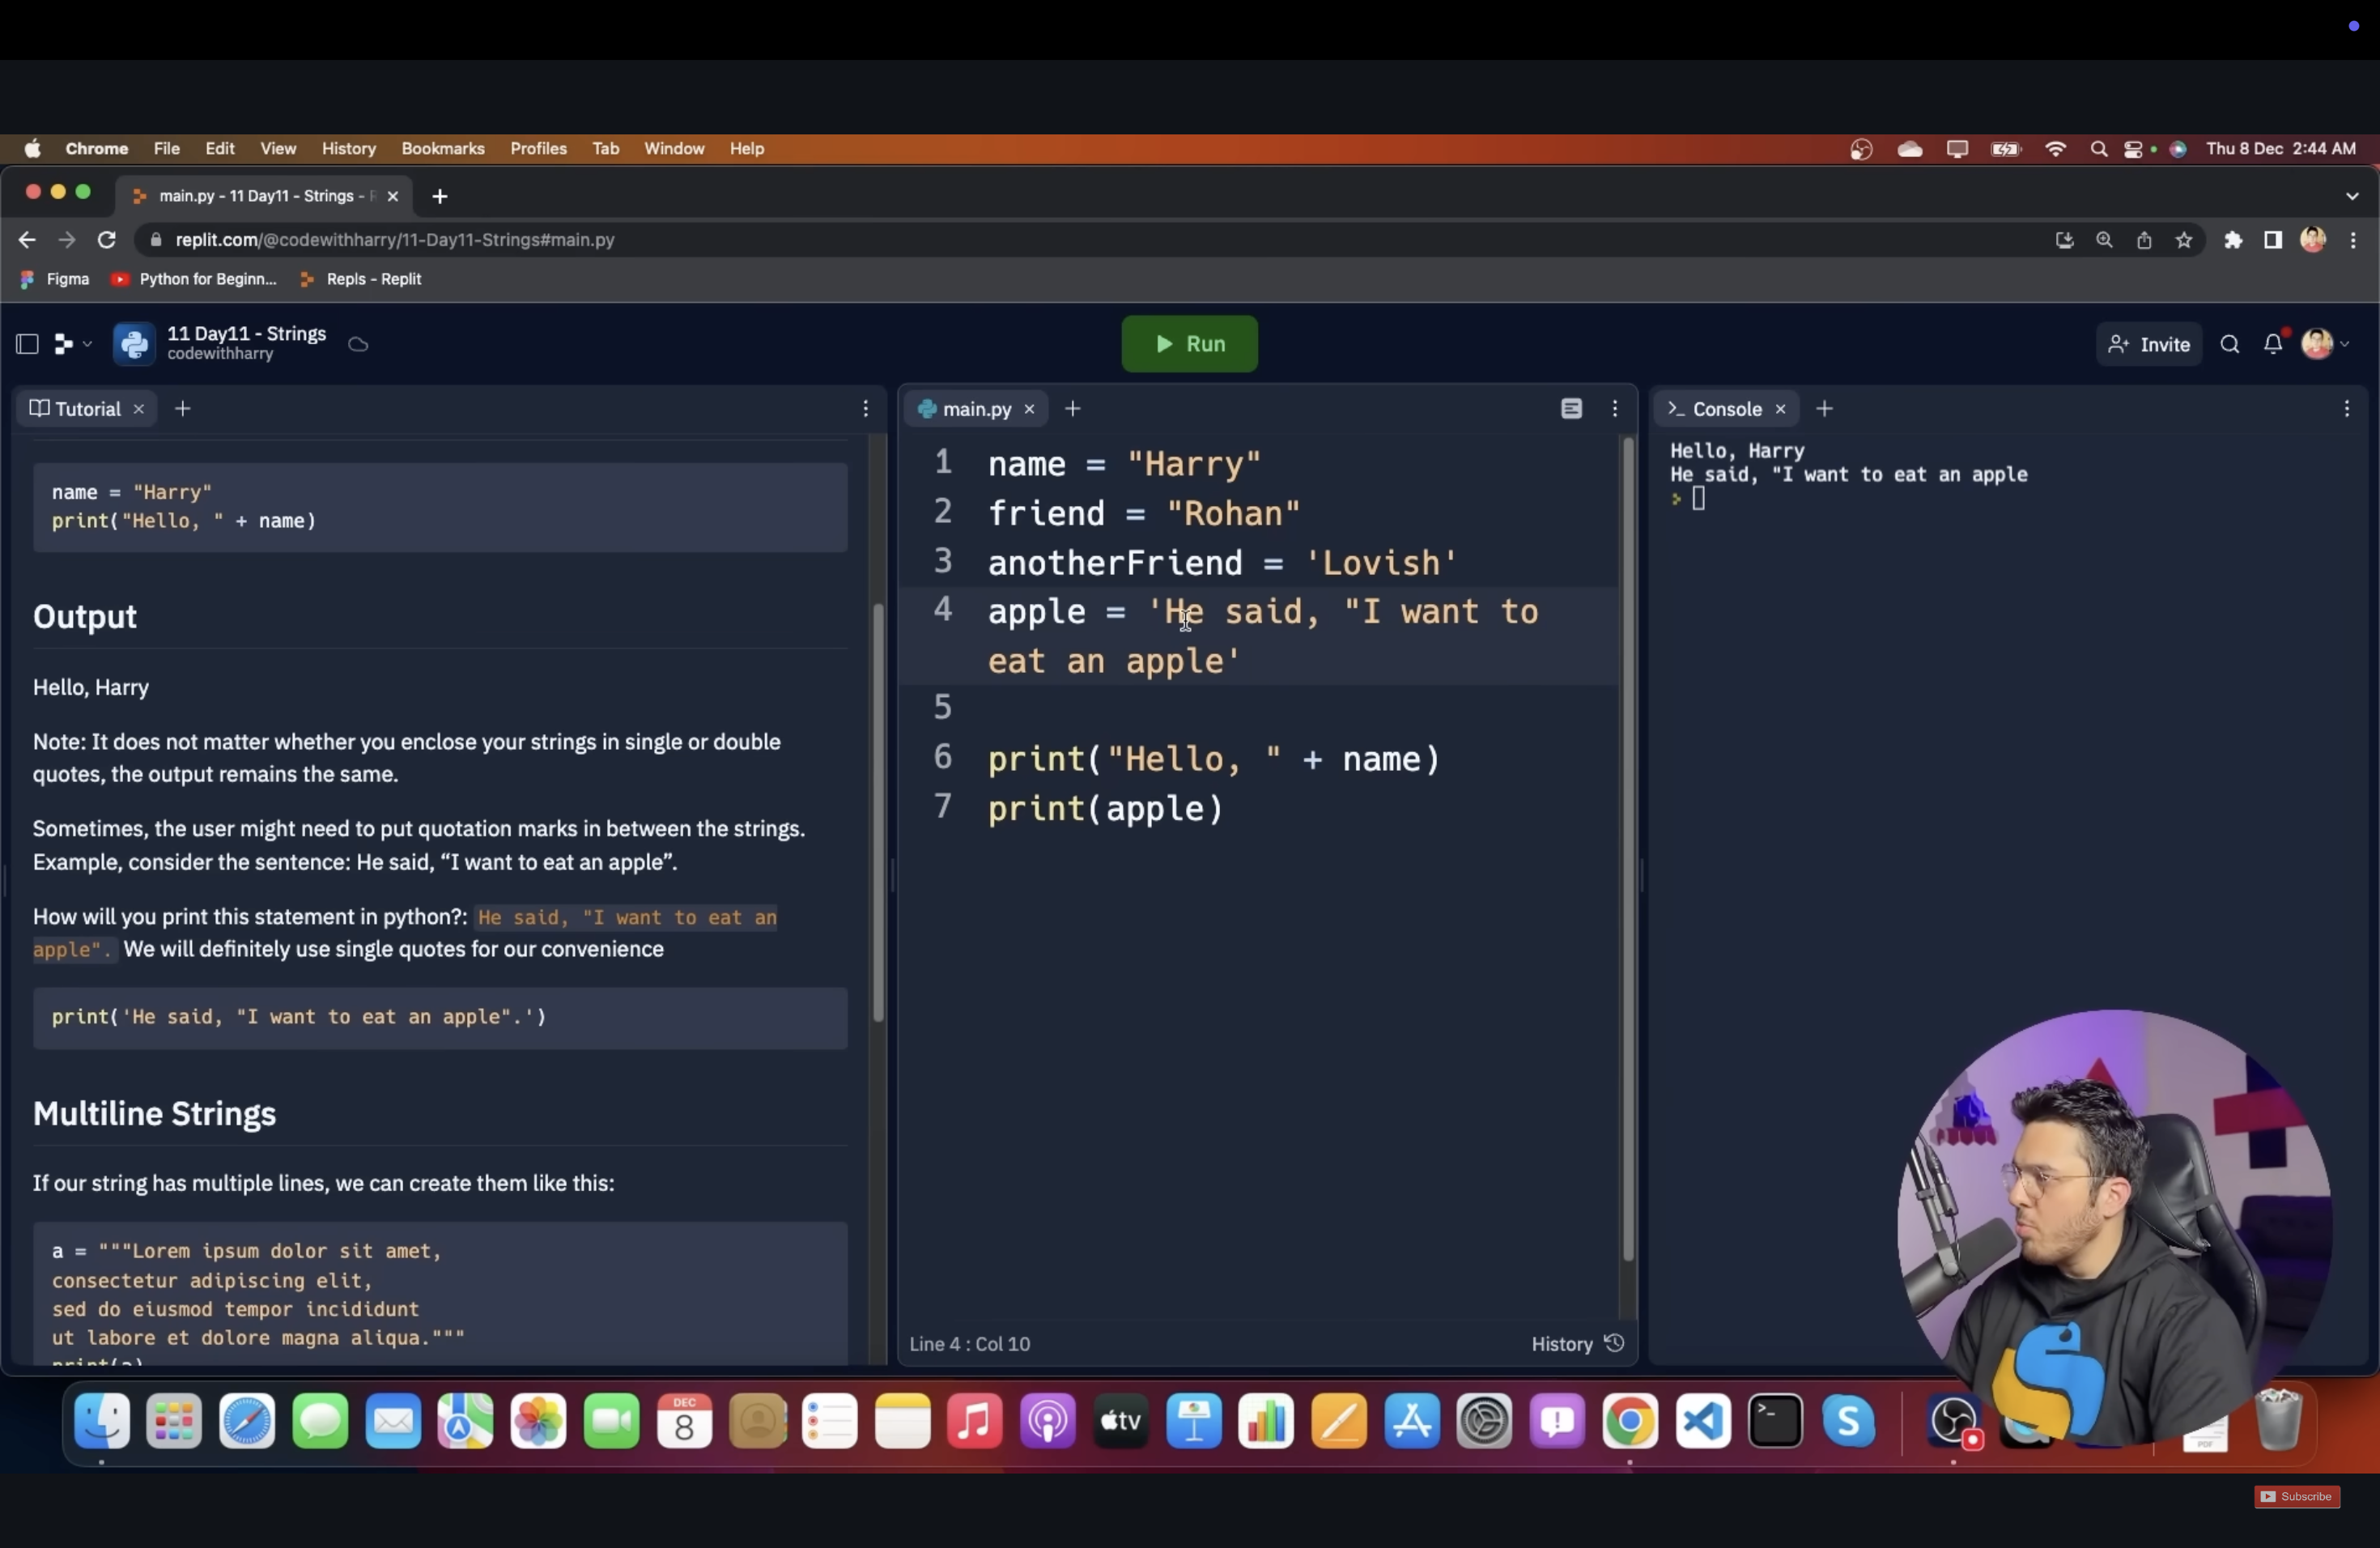 Chrome File Edit View History Bookmarks Profiles Tab Window Help Thu 8 Dec 2:44 AM
main.py - 11 Day11 - Strings -
replit.com/@codewithharry/11-Day11-Strings#main.py
Figma Python for Beginn... Repls - Replit
11 Day11 - Strings
codewithharry
Run
Invite
Tutorial
name = "Harry"
print("Hello, " + name)
Output
Hello, Harry
Note: It does not matter whether you enclose your strings in single or double
quotes, the output remains the same.
Sometimes, the user might need to put quotation marks in between the strings.
Example, consider the sentence: He said, “I want to eat an apple”.
How will you print this statement in python?: He said, "I want to eat an
apple". We will definitely use single quotes for our convenience
print('He said, "I want to eat an apple".')
Multiline Strings
If our string has multiple lines, we can create them like this:
a = """Lorem ipsum dolor sit amet,
consectetur adipiscing elit,
sed do eiusmod tempor incididunt
ut labore et dolore magna aliqua."""
print(a)
main.py
1 name = "Harry"
2 friend = "Rohan"
3 anotherFriend = 'Lovish'
4 apple = 'He said, "I want to
eat an apple'
5
6 print("Hello, " + name)
7 print(apple)
Line 4 : Col 10 History
Console
Hello, Harry
He said, "I want to eat an apple
DEC
8
tv
PDF
Subscribe